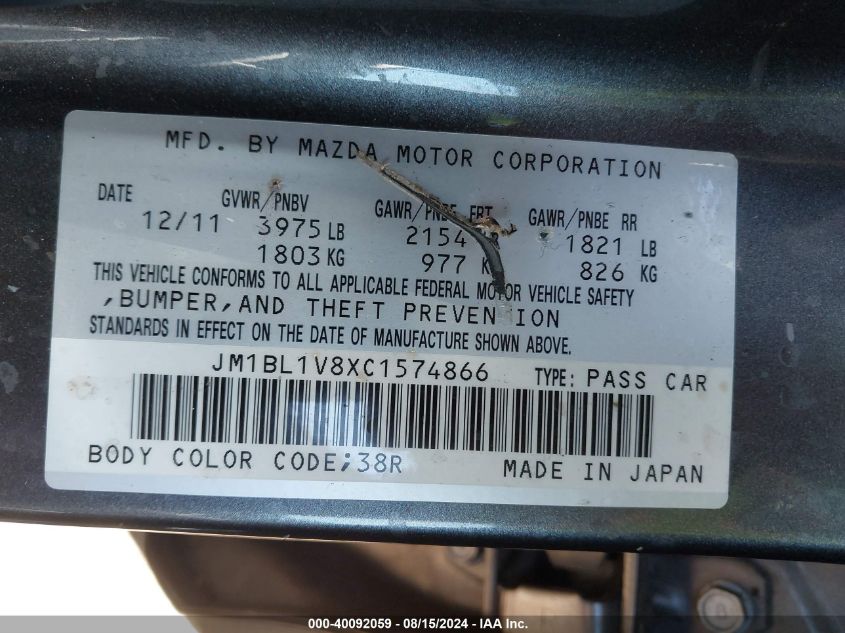 MFD. BY MAZDA MOTOR CORPORATION
DATE GVWR/PNBV GAWR/PNBE FRT GAWR/PNBE RR
12/11 3975 LB 2154 LB 1821 LB
1803 KG 977 K 826 KG
THIS VEHICLE CONFORMS TO ALL APPLICABLE FEDERAL MOTOR VEHICLE SAFETY
,BUMPER,AND THEFT PREVENTION
STANDARDS IN EFFECT ON THE DATE OF MANUFACTURE SHOWN ABOVE.
JM1BL1V8XC1574866 TYPE: PASS CAR
BODY COLOR CODE;38R MADE IN JAPAN
000-40092059 - 08/15/2024 - IAA Inc.